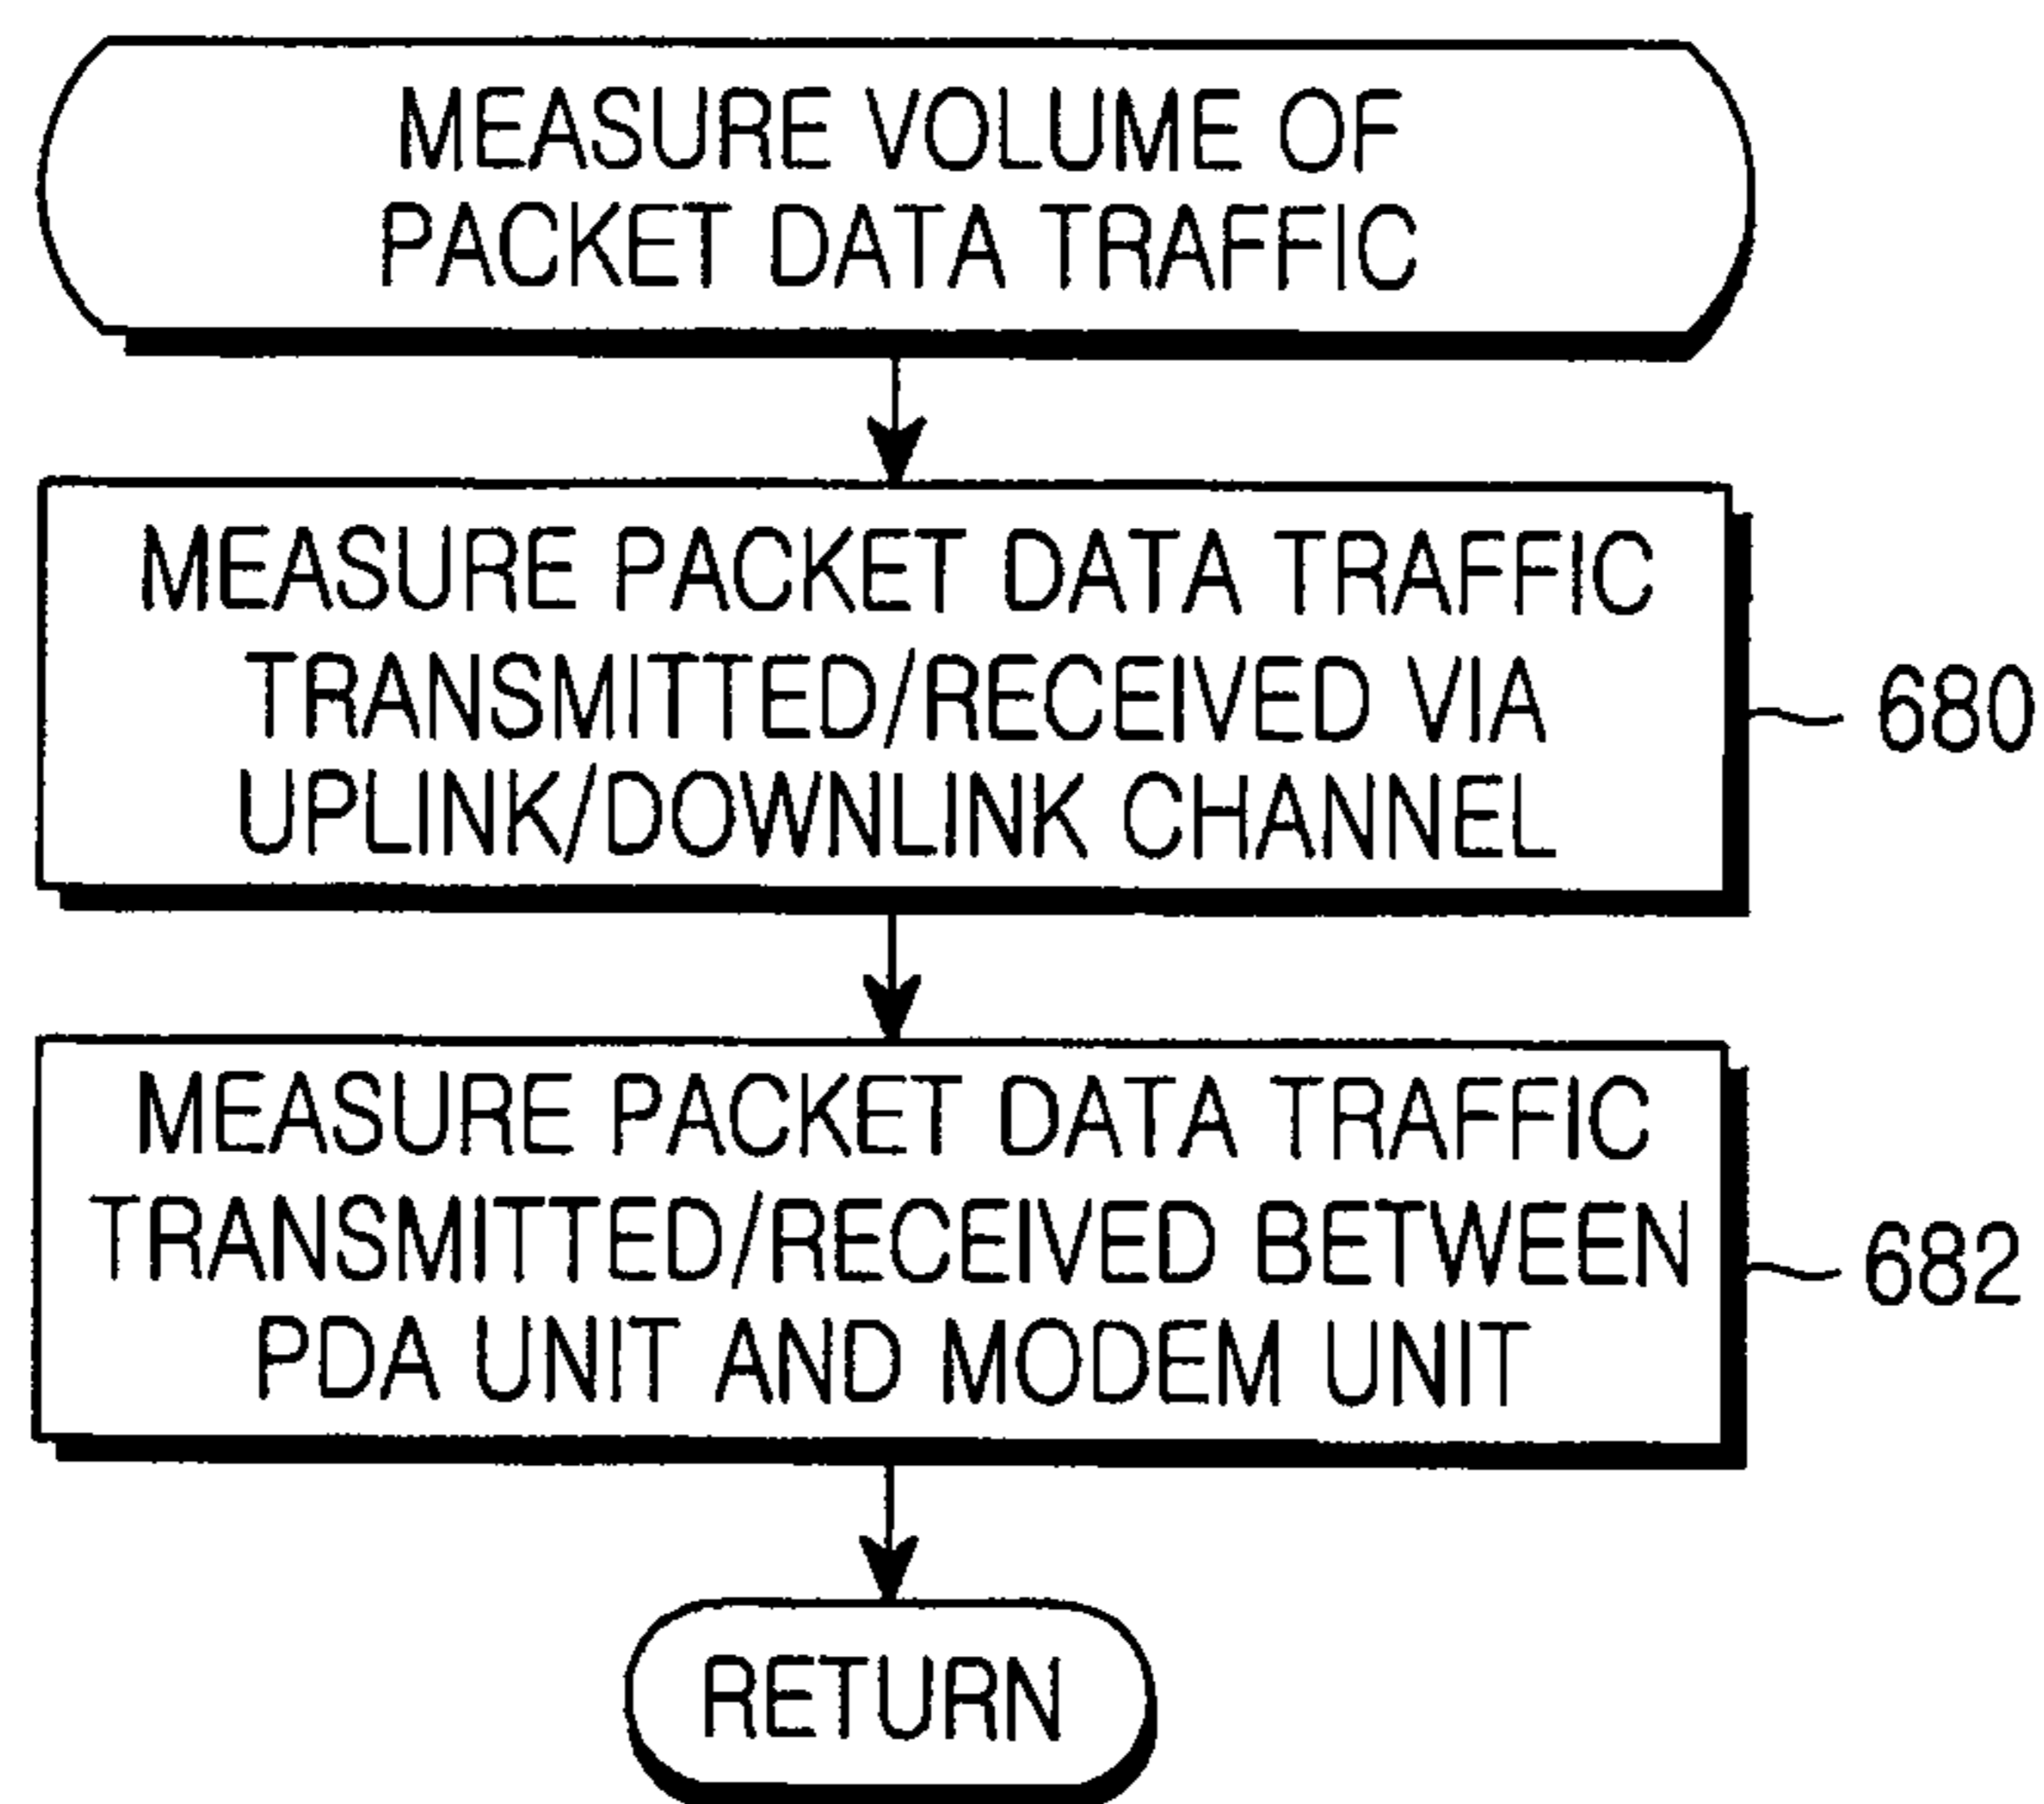 MEASURE VOLUME OF
PACKET DATA TRAFFIC
MEASURE PACKET DATA TRAFFIC
TRANSMITTED/RECEIVED VIA
UPLINK/DOWNLINK CHANNEL
680
MEASURE PACKET DATA TRAFFIC
TRANSMITTED/RECEIVED BETWEEN
PDA UNIT AND MODEM UNIT
682
RETURN